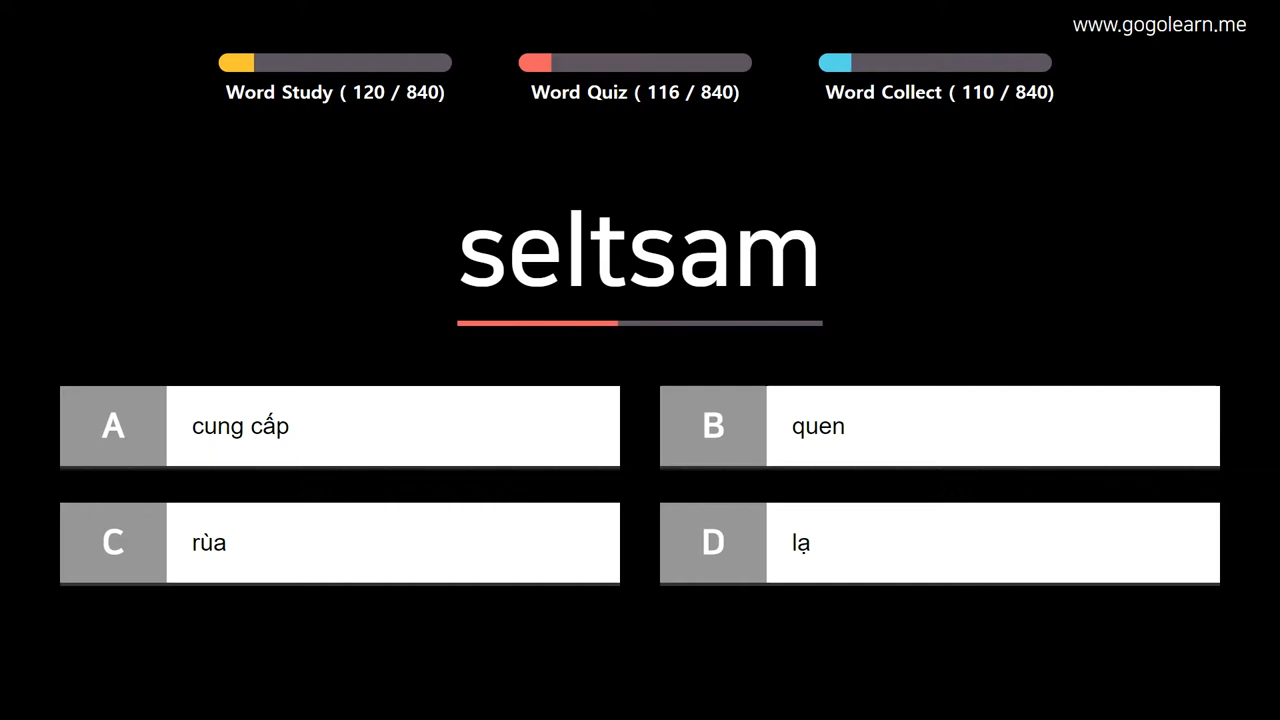 www.gogolearn.me
Word Study ( 120 / 840)
Word Quiz ( 116 / 840)
Word Collect ( 110 / 840)
seltsam
A
cung cấp
B
quen
C
rùa
D
lạ